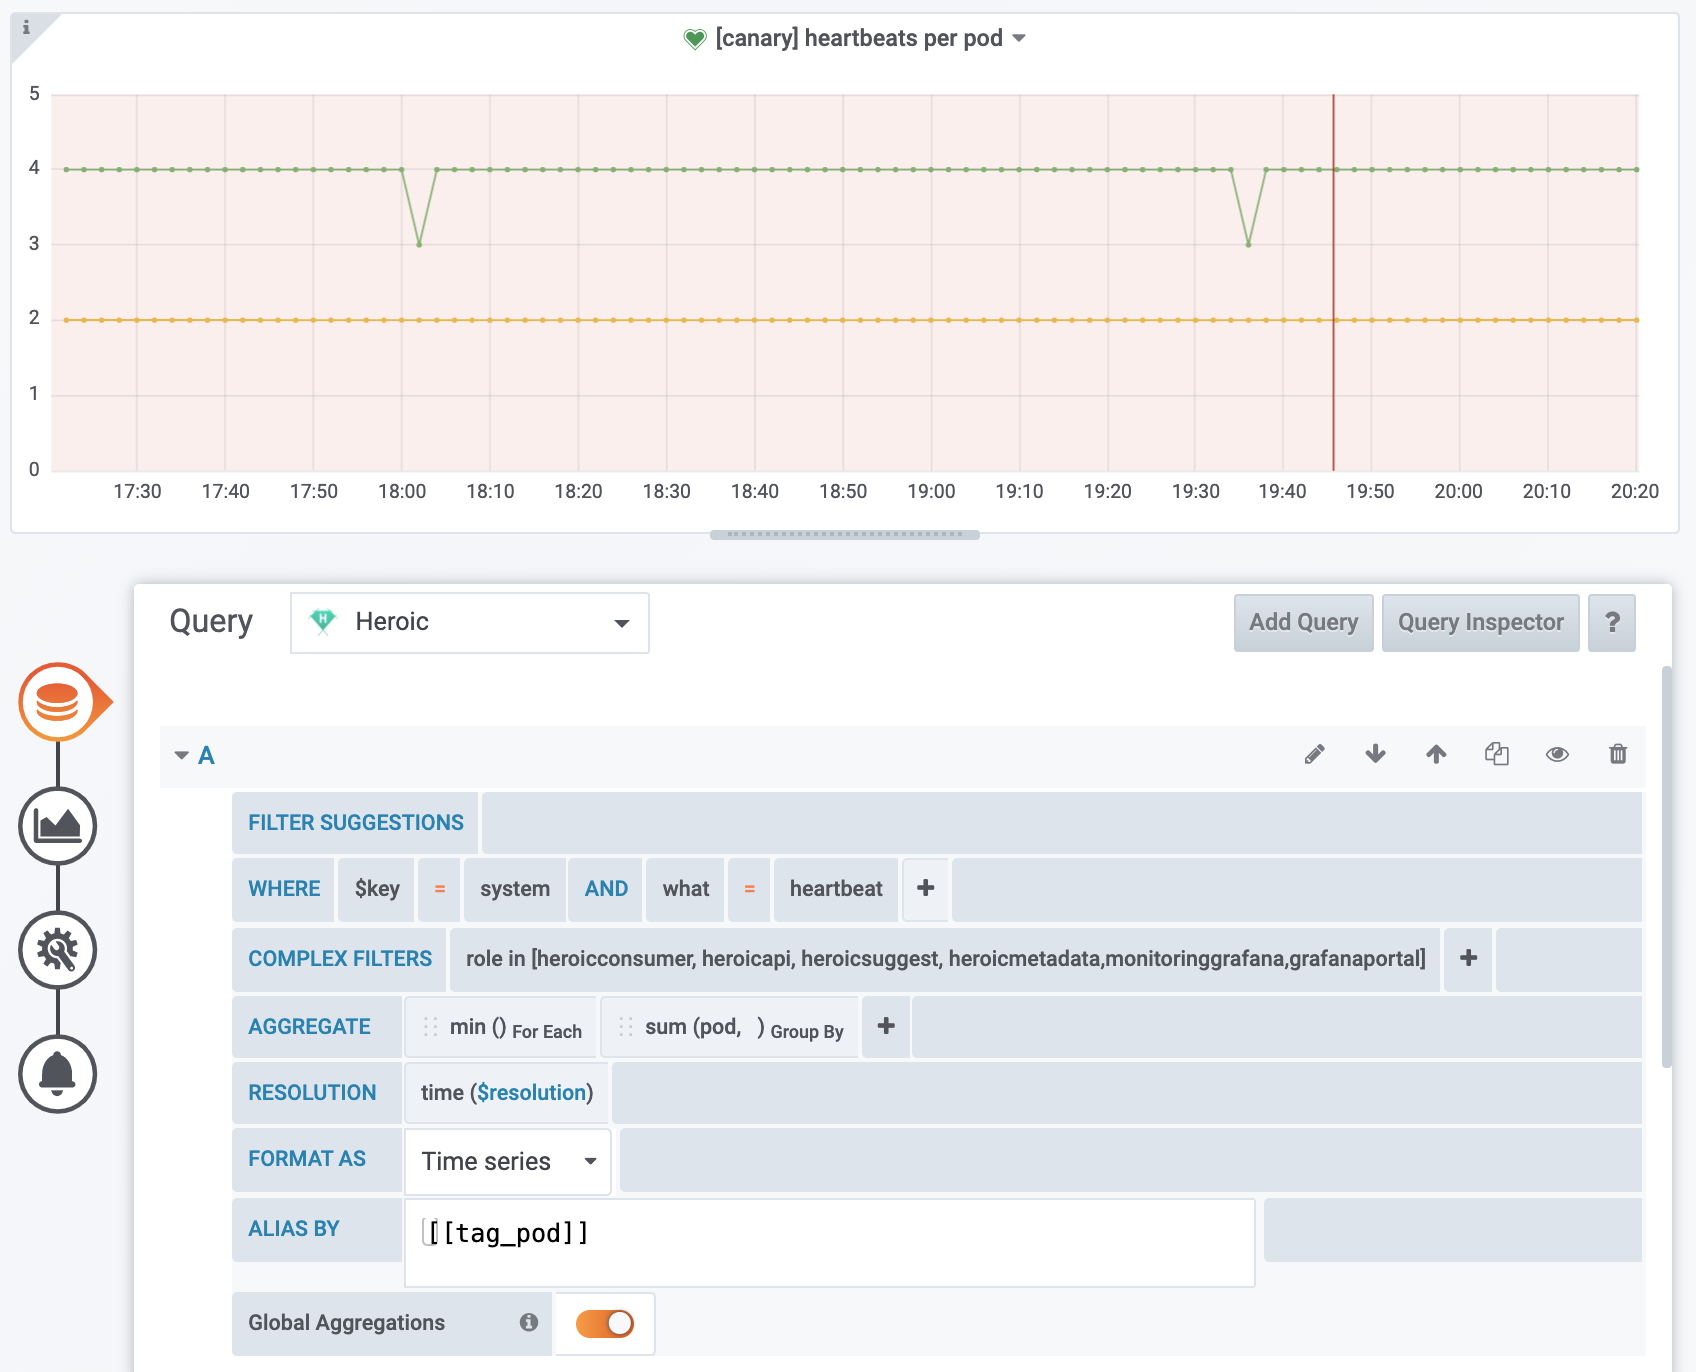 i
[canary] heartbeats per pod
5
4
3
2
1
0
17:30 17:40 17:50 18:00 18:10 18:20 18:30 18:40 18:50 19:00 19:10 19:20 19:30 19:40 19:50 20:00 20:10 20:20
Query H Heroic Add Query Query Inspector ?
A
FILTER SUGGESTIONS
WHERE $key = system AND what = heartbeat +
COMPLEX FILTERS role in [heroicconsumer, heroicapi, heroicsuggest, heroicmetadata,monitoringgrafana,grafanaportal] +
AGGREGATE min () For Each sum (pod, ) Group By +
RESOLUTION time ($resolution)
FORMAT AS Time series
ALIAS BY [[tag_pod]]
Global Aggregations i